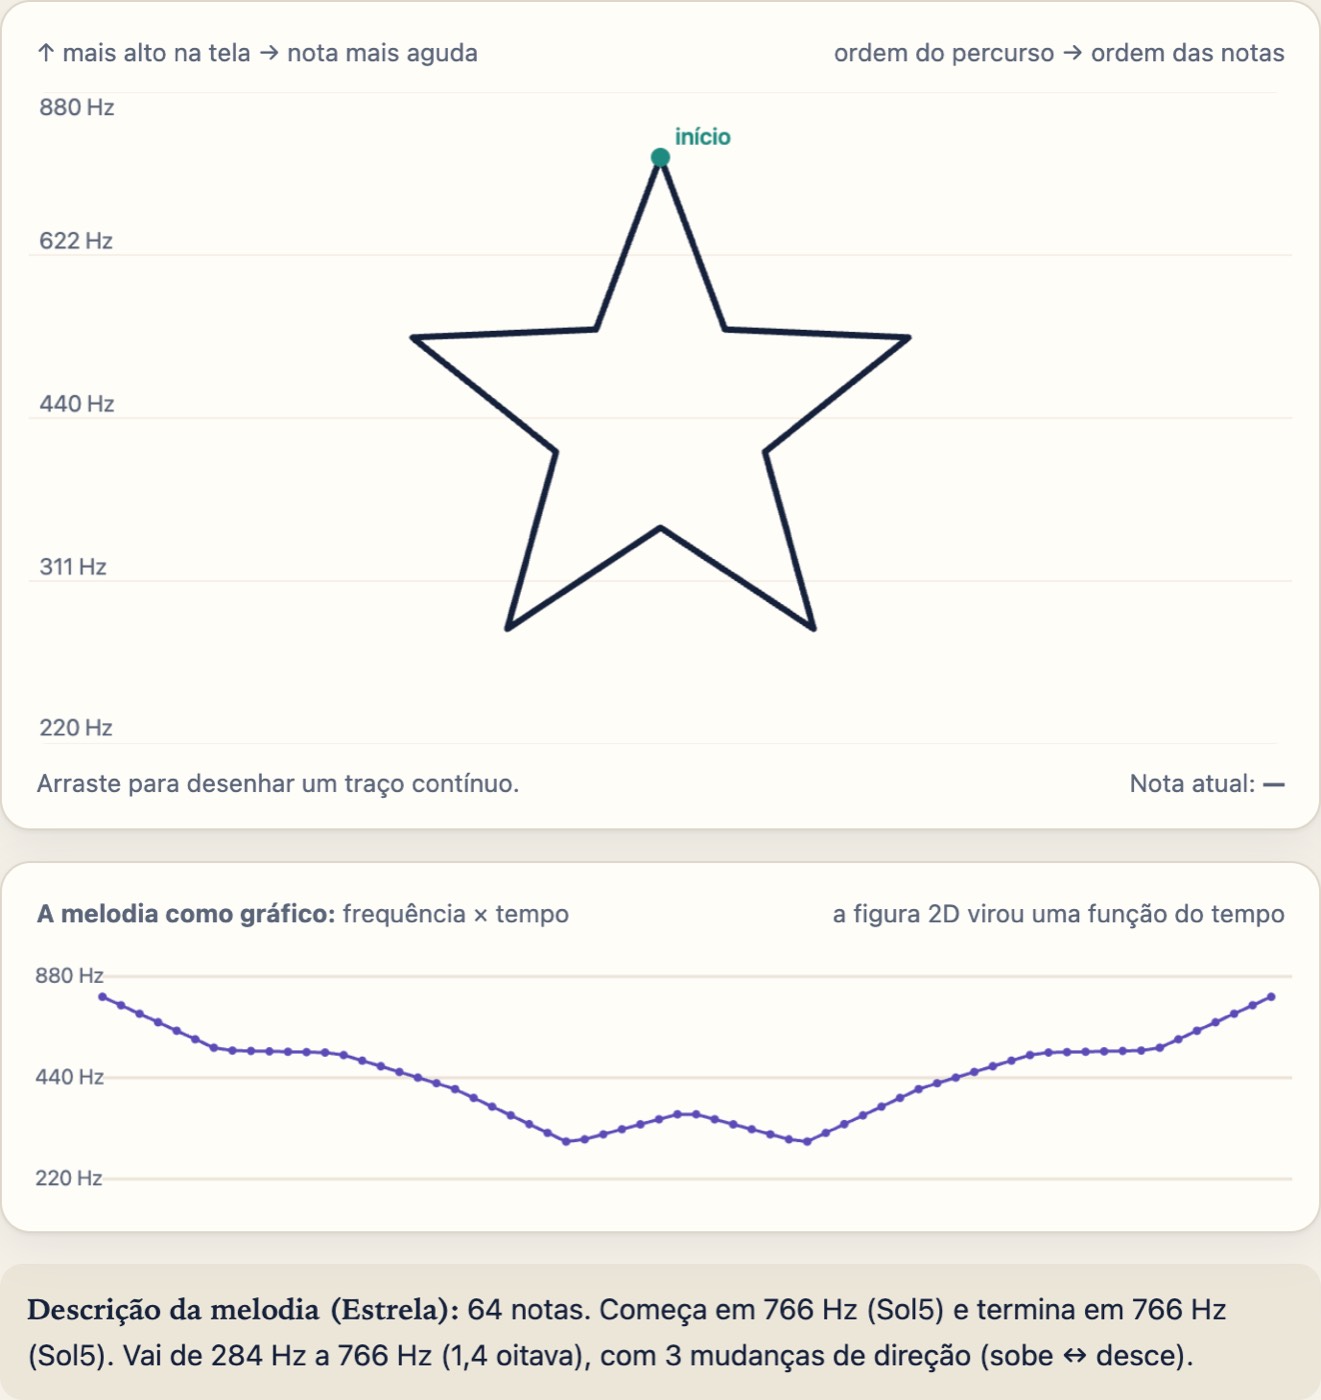 ↑ mais alto na tela → nota mais aguda
ordem do percurso → ordem das notas
880 Hz
início
622 Hz
440 Hz
311 Hz
220 Hz
Arraste para desenhar um traço contínuo.
Nota atual: —
A melodia como gráfico: frequência × tempo
a figura 2D virou uma função do tempo
880 Hz
440 Hz
220 Hz
Descrição da melodia (Estrela): 64 notas. Começa em 766 Hz (Sol5) e termina em 766 Hz
(Sol5). Vai de 284 Hz a 766 Hz (1,4 oitava), com 3 mudanças de direção (sobe ↔ desce).